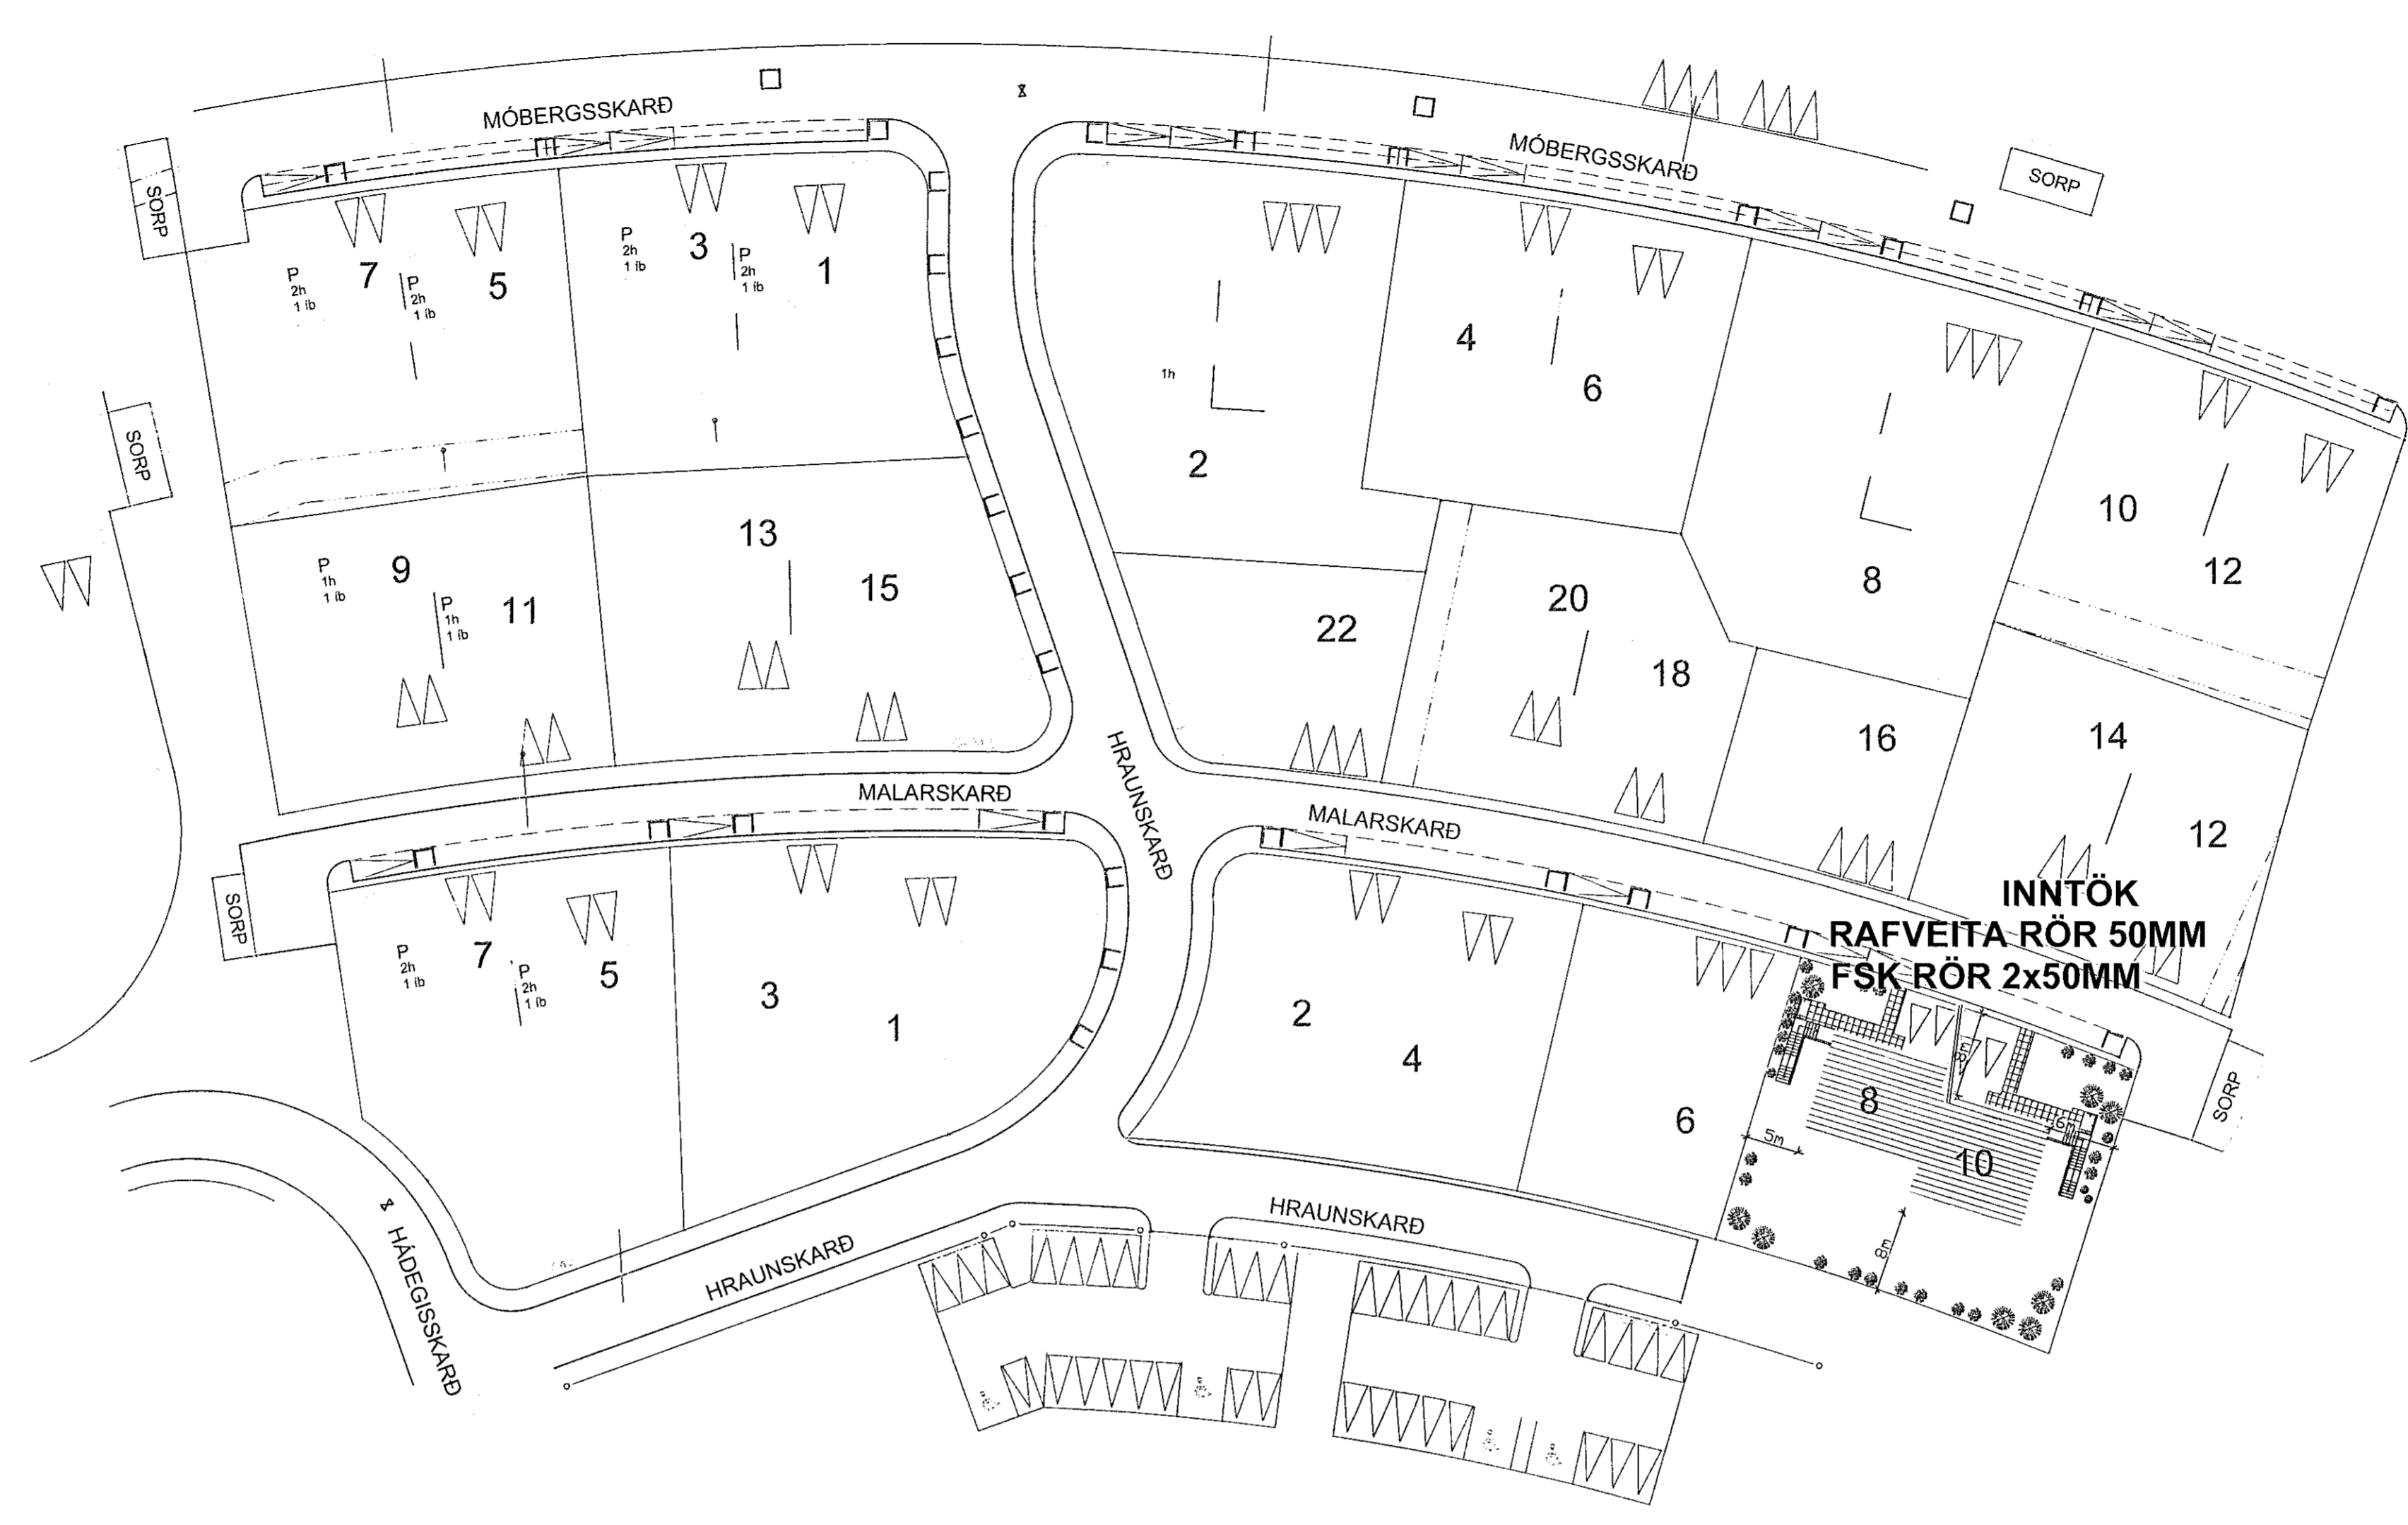 MÓBERGSSKARÐ
MÓBERGSSKARÐ
SORP
SORP
P
2h
1 íb
7
P
2h
1 íb
5
P
2h
1 íb
3
P
2h
1 íb
1
1h
2
4
6
8
10
12
SORP
P
1h
1 íb
9
P
1h
1 íb
11
13
15
22
20
18
16
14
12
HRAUNSKARÐ
MALARSKARÐ
MALARSKARÐ
INNTÖK
RAFVEITA RÖR 50MM
FSK RÖR 2x50MM
SORP
P
2h
1 íb
7
P
2h
1 íb
5
3
1
2
4
6
8
10
8m
5m
6m
8m
SORP
HRAUNSKARÐ
HRAUNSKARÐ
HÁDEGISSKARÐ